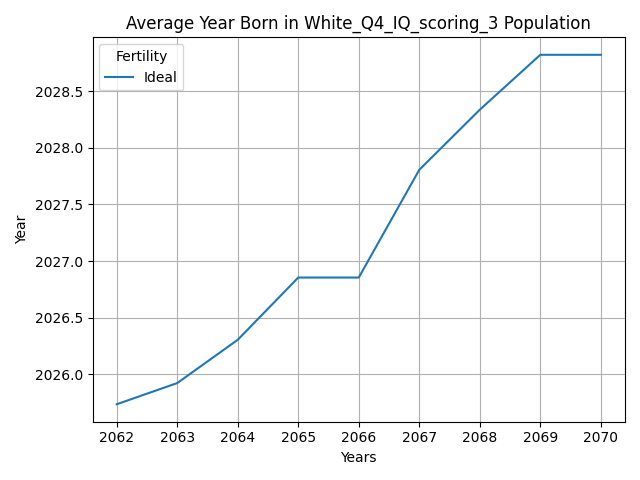 Average Year Born in White_Q4_IQ_scoring_3 Population
Fertility
Ideal
2028.5
2028.0
2027.5
2027.0
2026.5
2026.0
Year
2062 2063 2064 2065 2066 2067 2068 2069 2070
Years